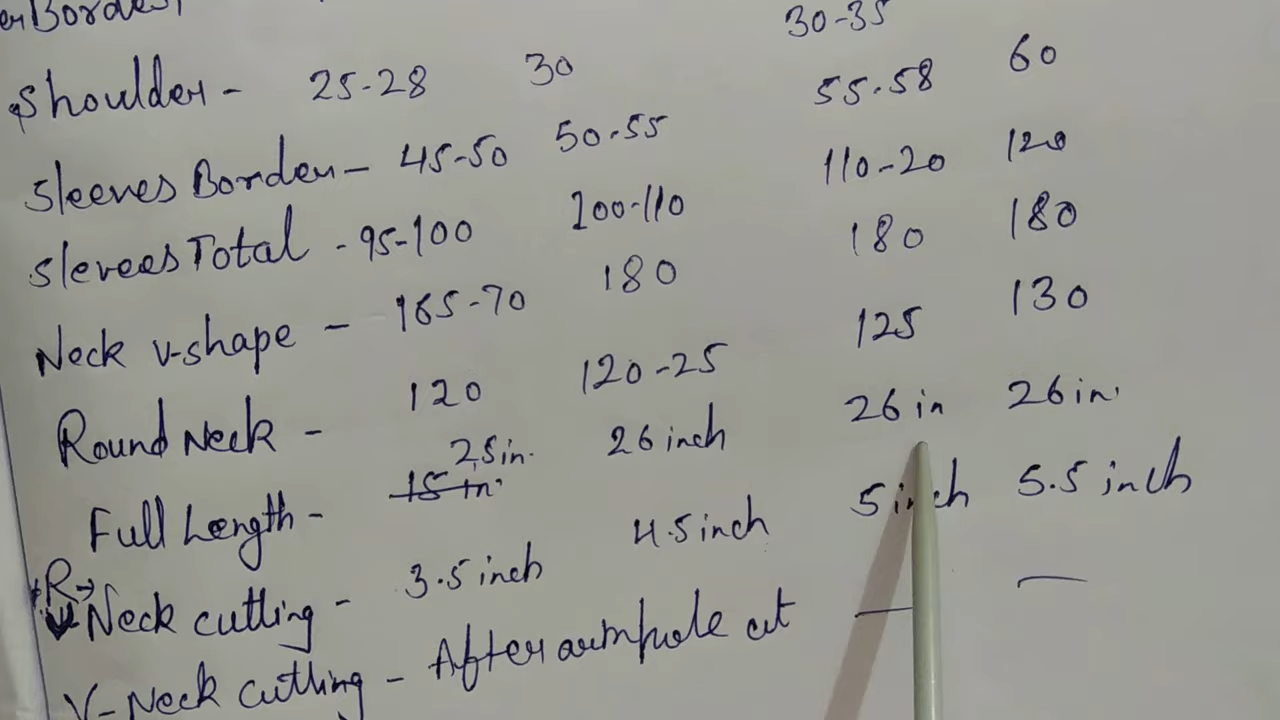 Border
30-35
Shoulder - 25-28 30 55-58 60
Sleeves Border - 45-50 50-55 110-20 120
Slevees Total - 95-100 100-110 180 180
Neck v-shape - 165-70 180 125 130
Round Neck - 120 120-25 26 in 26 in.
Full Length - 15 in. 25in. 26 inch 5 inch 5.5 inch
R Neck cutting - 3.5 inch 4.5 inch
V-Neck cutting - After armhole cut